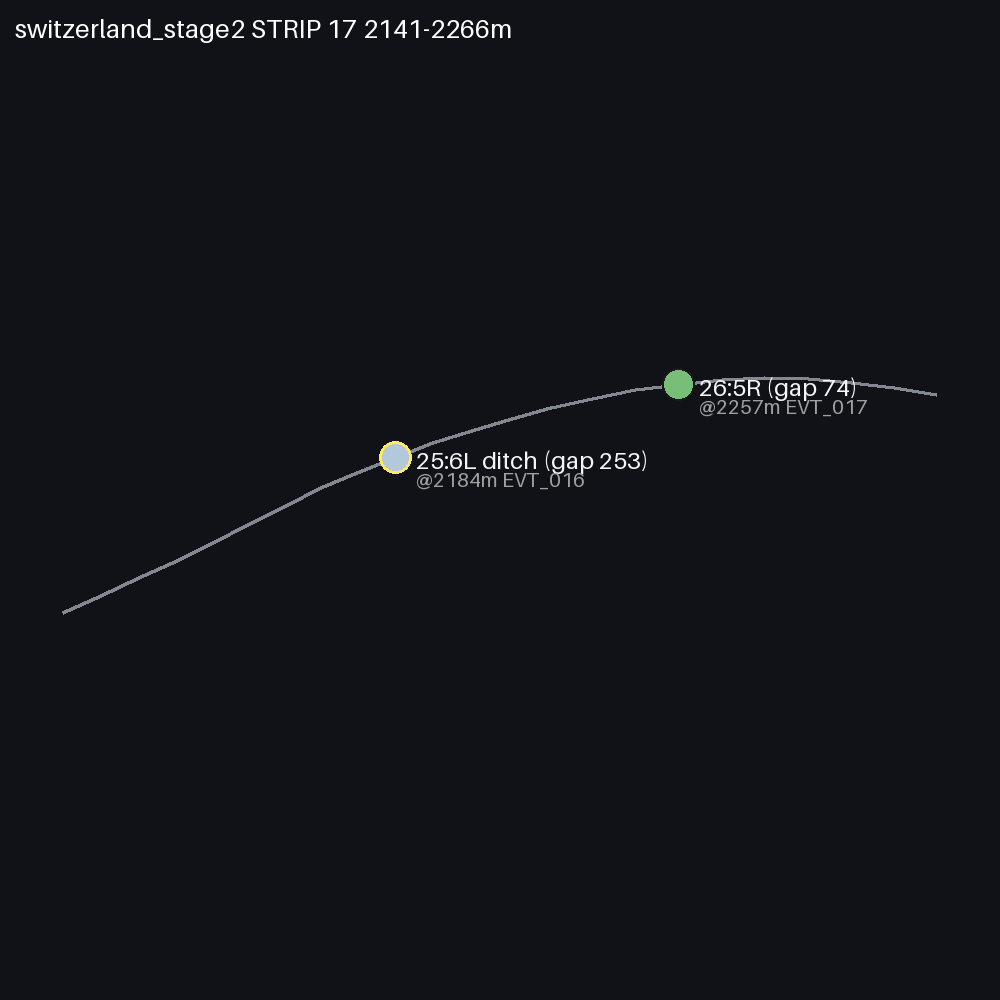 switzerland_stage2 STRIP 17 2141-2266m
26:5R (gap 74)
@2257m EVT_017
25:6L ditch (gap 253)
@2184m EVT_016